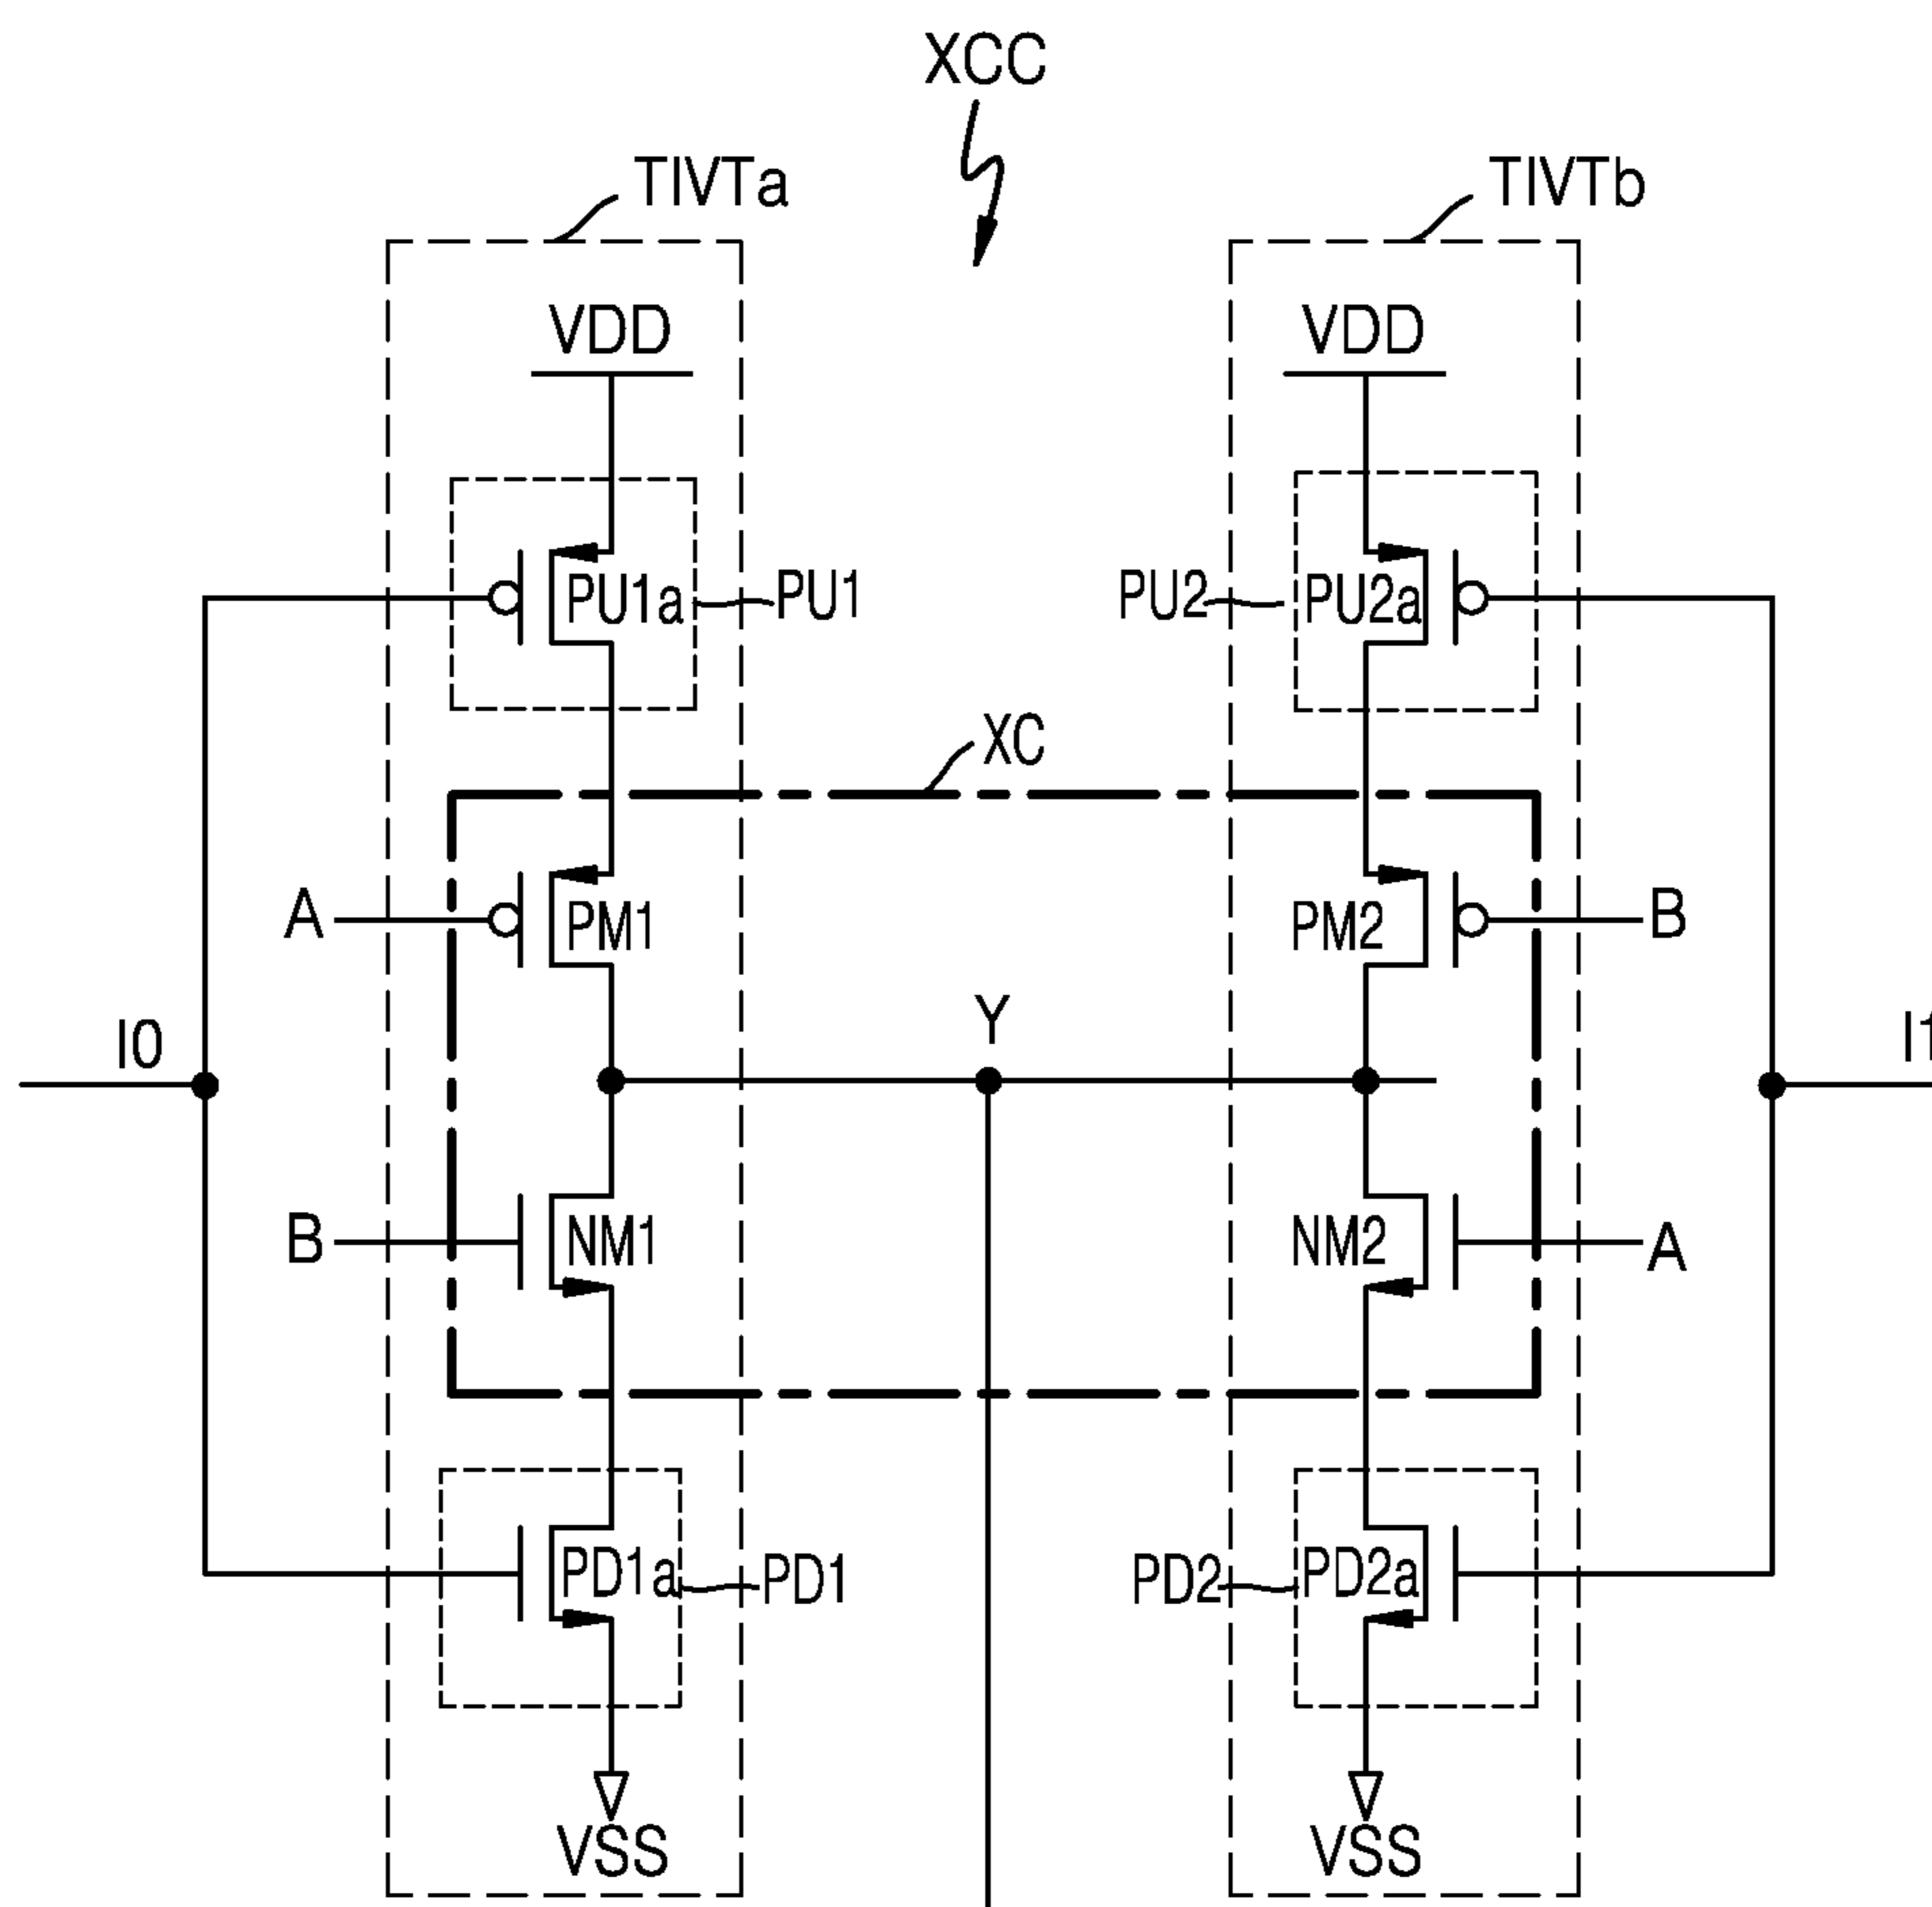 XCC
TIVTa
TIVTb
VDD
VDD
PU1a
PU1
PU2
PU2a
XC
A
PM1
PM2
B
I0
Y
I1
B
NM1
NM2
A
PD1a
PD1
PD2
PD2a
VSS
VSS